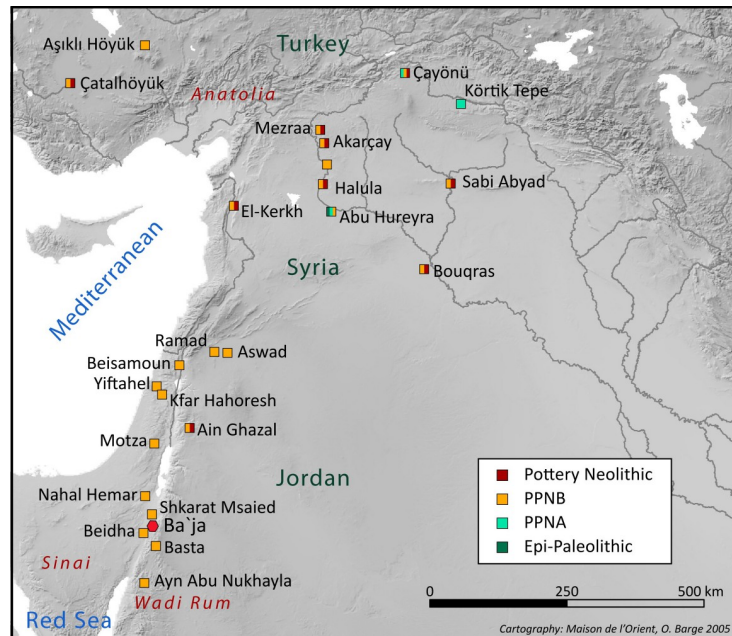 Aşıklı Höyük
Turkey
Çatalhöyük
Anatolia
Çayönü
Körtik Tepe
Mezraa
Akarçay
Halula
Sabi Abyad
El-Kerkh
Abu Hureyra
Mediterranean
Syria
Bouqras
Ramad
Aswad
Beisamoun
Yiftahel
Kfar Hahoresh
Ain Ghazal
Motza
Jordan
Nahal Hemar
Shkarat Msaied
Ba`ja
Beidha
Basta
Sinai
Ayn Abu Nukhayla
Wadi Rum
Red Sea
Pottery Neolithic
PPNB
PPNA
Epi-Paleolithic
0 250 500 km
Cartography: Maison de l'Orient, O. Barge 2005